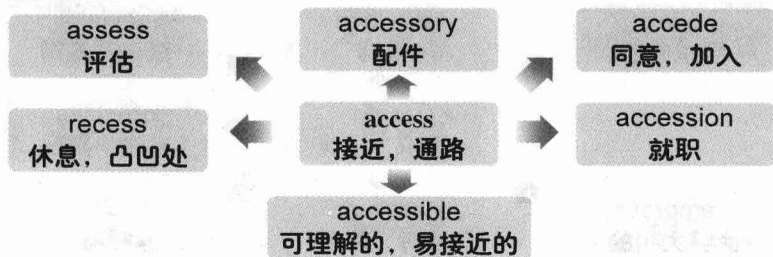 assess
评估
accessory
配件
accede
同意，加入
recess
休息，凸凹处
access
接近，通路
accession
就职
accessible
可理解的，易接近的